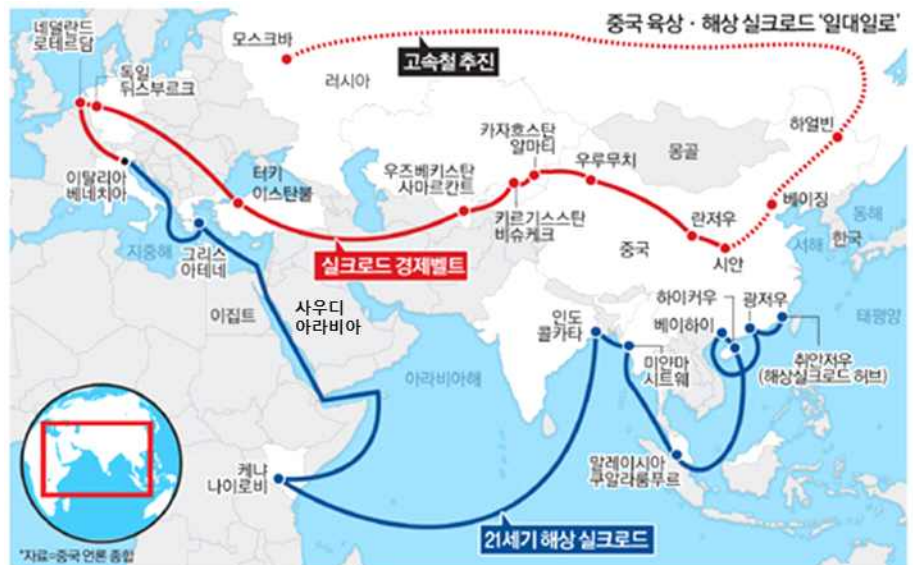 중국 육상·해상 실크로드 '일대일로'
네덜란드
로테르담
독일
뒤스부르크
모스크바
고속철 추진
러시아
하얼빈
카자흐스탄
알마티
우루무치
몽골
우즈베키스탄
사마르칸트
터키
이스탄불
이탈리아
베네치아
키르기스스탄
비슈케크
란저우
베이징
동해
서해
한국
중국
시안
지중해
그리스
아테네
실크로드 경제벨트
이집트
사우디
아라비아
인도
콜카타
하이커우
광저우
베이하이
태평양
아라비아해
미얀마
시트웨
취안저우
(해상실크로드 허브)
케냐
나이로비
말레이시아
쿠알라룸푸르
21세기 해상 실크로드
*자료=중국 언론 종합